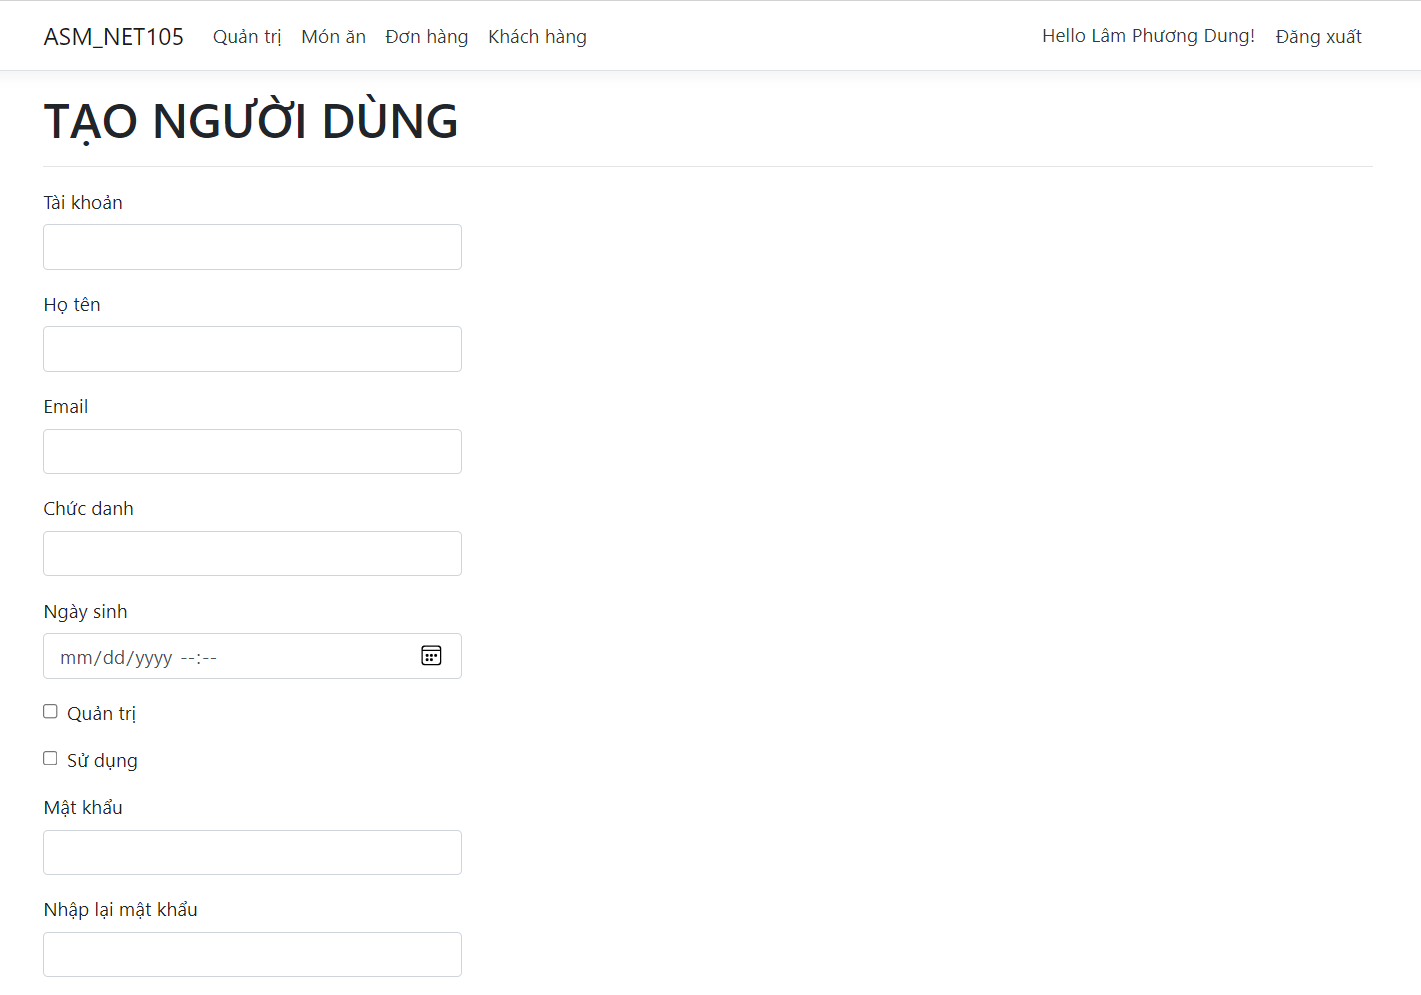 ASM_NET105 Quản trị Món ăn Đơn hàng Khách hàng Hello Lâm Phương Dung! Đăng xuất
TẠO NGƯỜI DÙNG
Tài khoản
Họ tên
Email
Chức danh
Ngày sinh
mm/dd/yyyy --:--
Quản trị
Sử dụng
Mật khẩu
Nhập lại mật khẩu